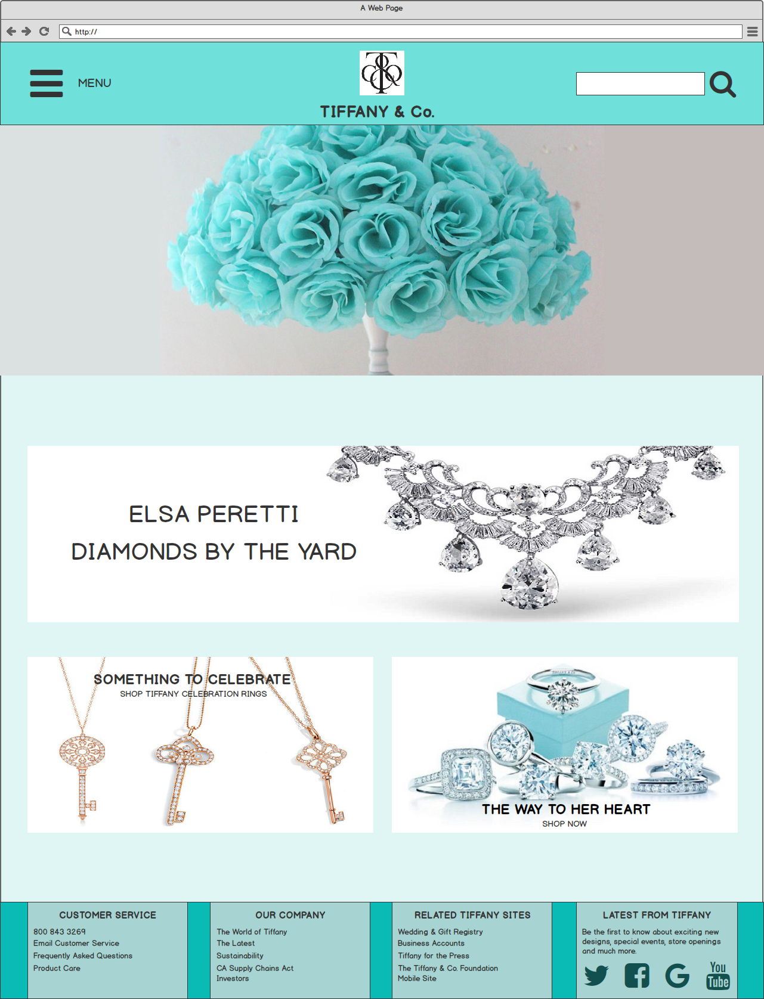 A Web Page
http://
MENU
T&CO
TIFFANY & Co.
ELSA PERETTI
DIAMONDS BY THE YARD
SOMETHING TO CELEBRATE
SHOP TIFFANY CELEBRATION RINGS
TIFFANY & CO
THE WAY TO HER HEART
SHOP NOW
CUSTOMER SERVICE
800 843 3269
Email Customer Service
Frequently Asked Questions
Product Care
OUR COMPANY
The World of Tiffany
The Latest
Sustainability
CA Supply Chains Act
Investors
RELATED TIFFANY SITES
Wedding & Gift Registry
Business Accounts
Tiffany for the Press
The Tiffany & Co. Foundation
Mobile Site
LATEST FROM TIFFANY
Be the first to know about exciting new
designs, special events, store openings
and much more.
You
Tube